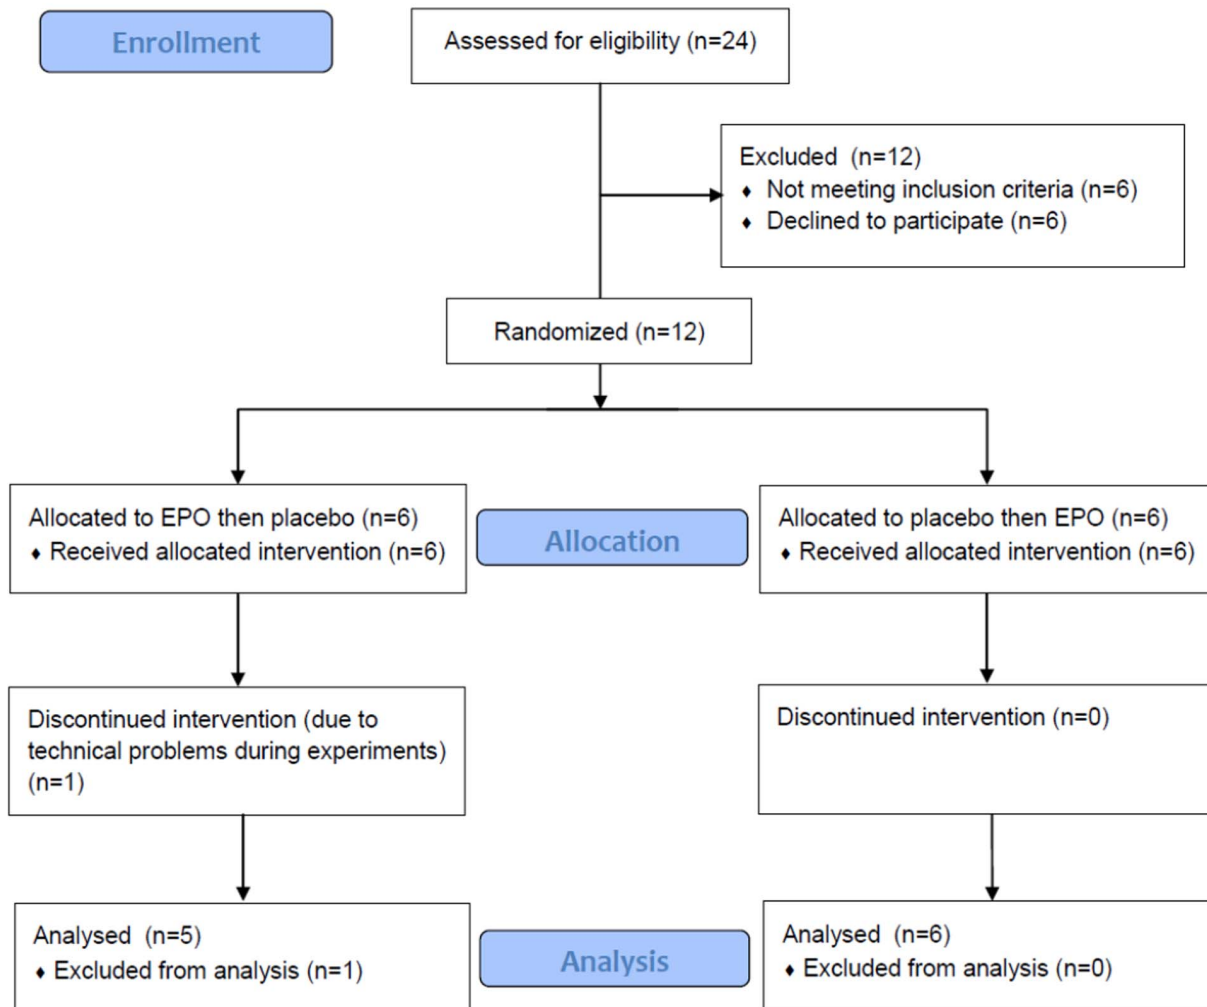 Enrollment
Assessed for eligibility (n=24)
Excluded (n=12)
♦ Not meeting inclusion criteria (n=6)
♦ Declined to participate (n=6)
Randomized (n=12)
Allocated to EPO then placebo (n=6)
♦ Received allocated intervention (n=6)
Allocation
Allocated to placebo then EPO (n=6)
♦ Received allocated intervention (n=6)
Discontinued intervention (due to
technical problems during experiments)
(n=1)
Discontinued intervention (n=0)
Analysed (n=5)
♦ Excluded from analysis (n=1)
Analysis
Analysed (n=6)
♦ Excluded from analysis (n=0)